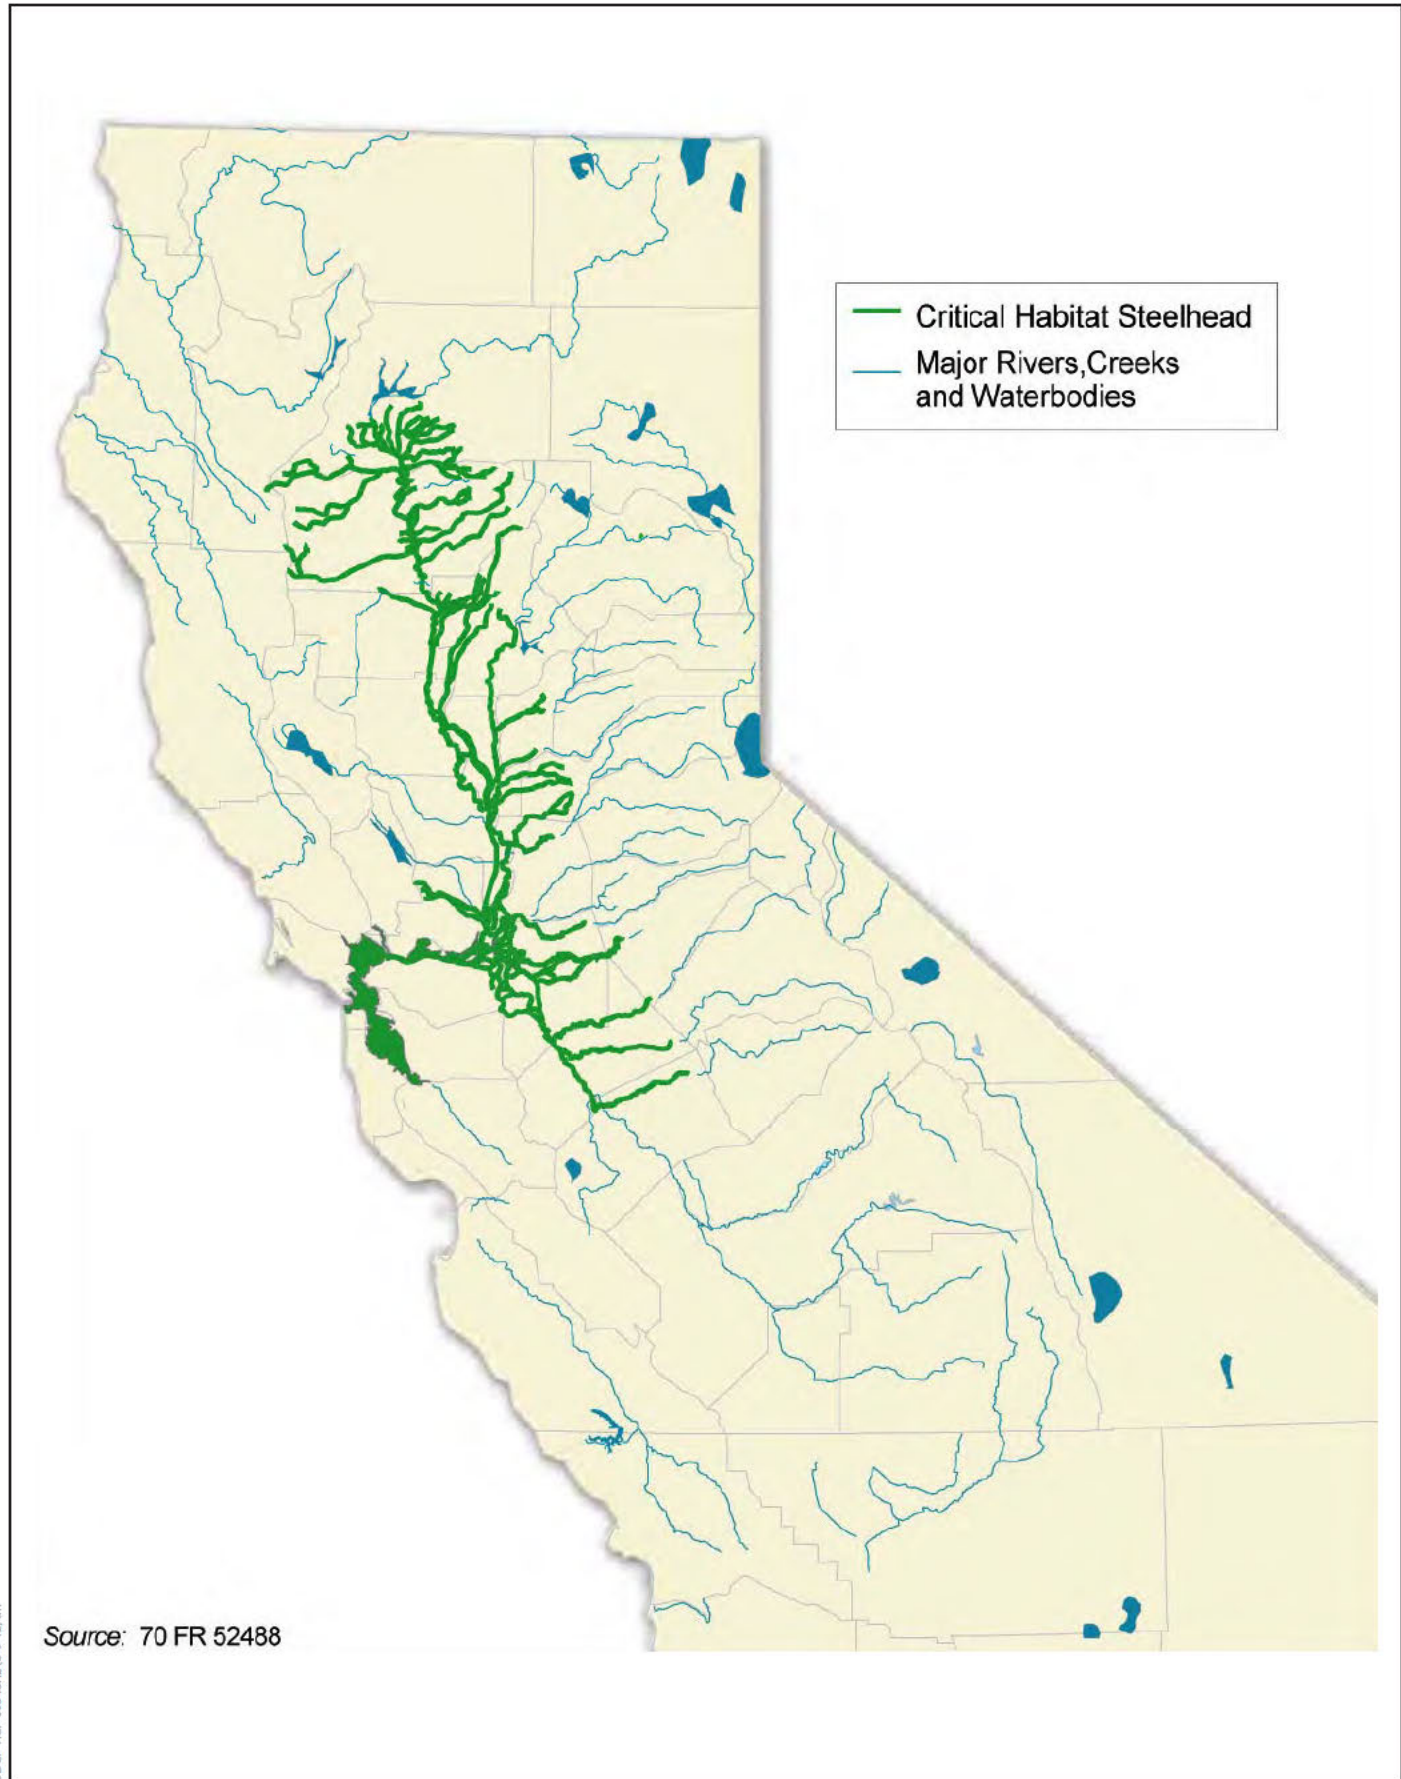 Critical Habitat Steelhead
Major Rivers,Creeks
and Waterbodies
Source: 70 FR 52488